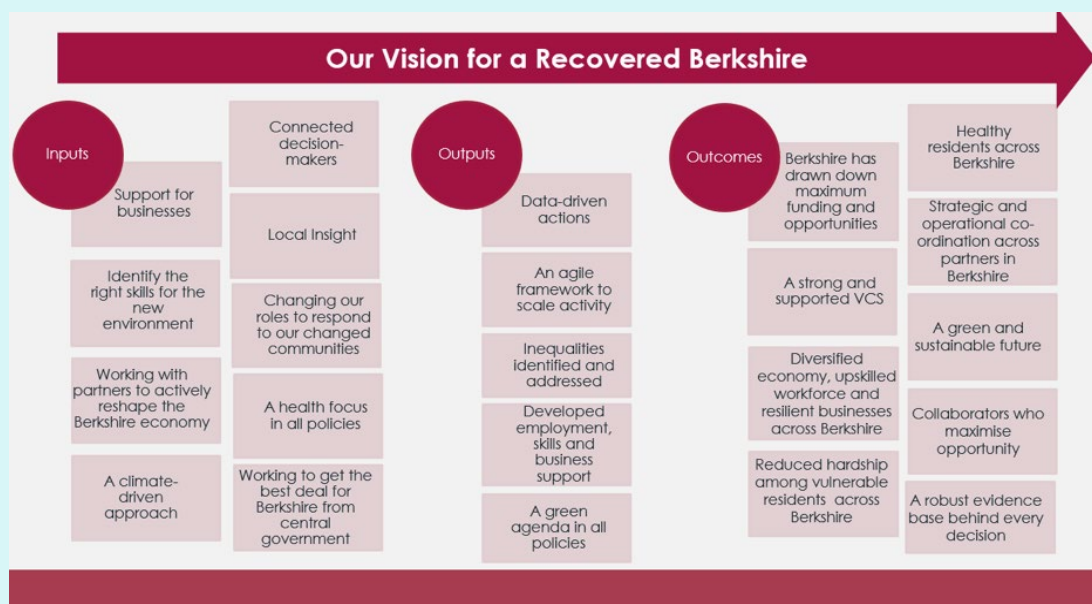 Our Vision for a Recovered Berkshire
Inputs
Support for
businesses
Identify the
right skills for the
new
environment
Working with
partners to actively
reshape the
Berkshire economy
A climate-
driven
approach
Connected
decision-
makers
Local Insight
Changing our
roles to respond
to our changed
communities
A health focus
in all policies
Working to get the
best deal for
Berkshire from
central
government
Outputs
Data-driven
actions
An agile
framework to
scale activity
Inequalities
identified and
addressed
Developed
employment,
skills and
business
support
A green
agenda in all
policies
Outcomes
Berkshire has
drawn down
maximum
funding and
opportunities
A strong and
supported VCS
Diversified
economy, upskilled
workforce and
resilient businesses
across Berkshire
Reduced hardship
among vulnerable
residents across
Berkshire
Healthy
residents across
Berkshire
Strategic and
operational co-
ordination across
partners in
Berkshire
A green and
sustainable future
Collaborators who
maximise
opportunity
A robust evidence
base behind every
decision